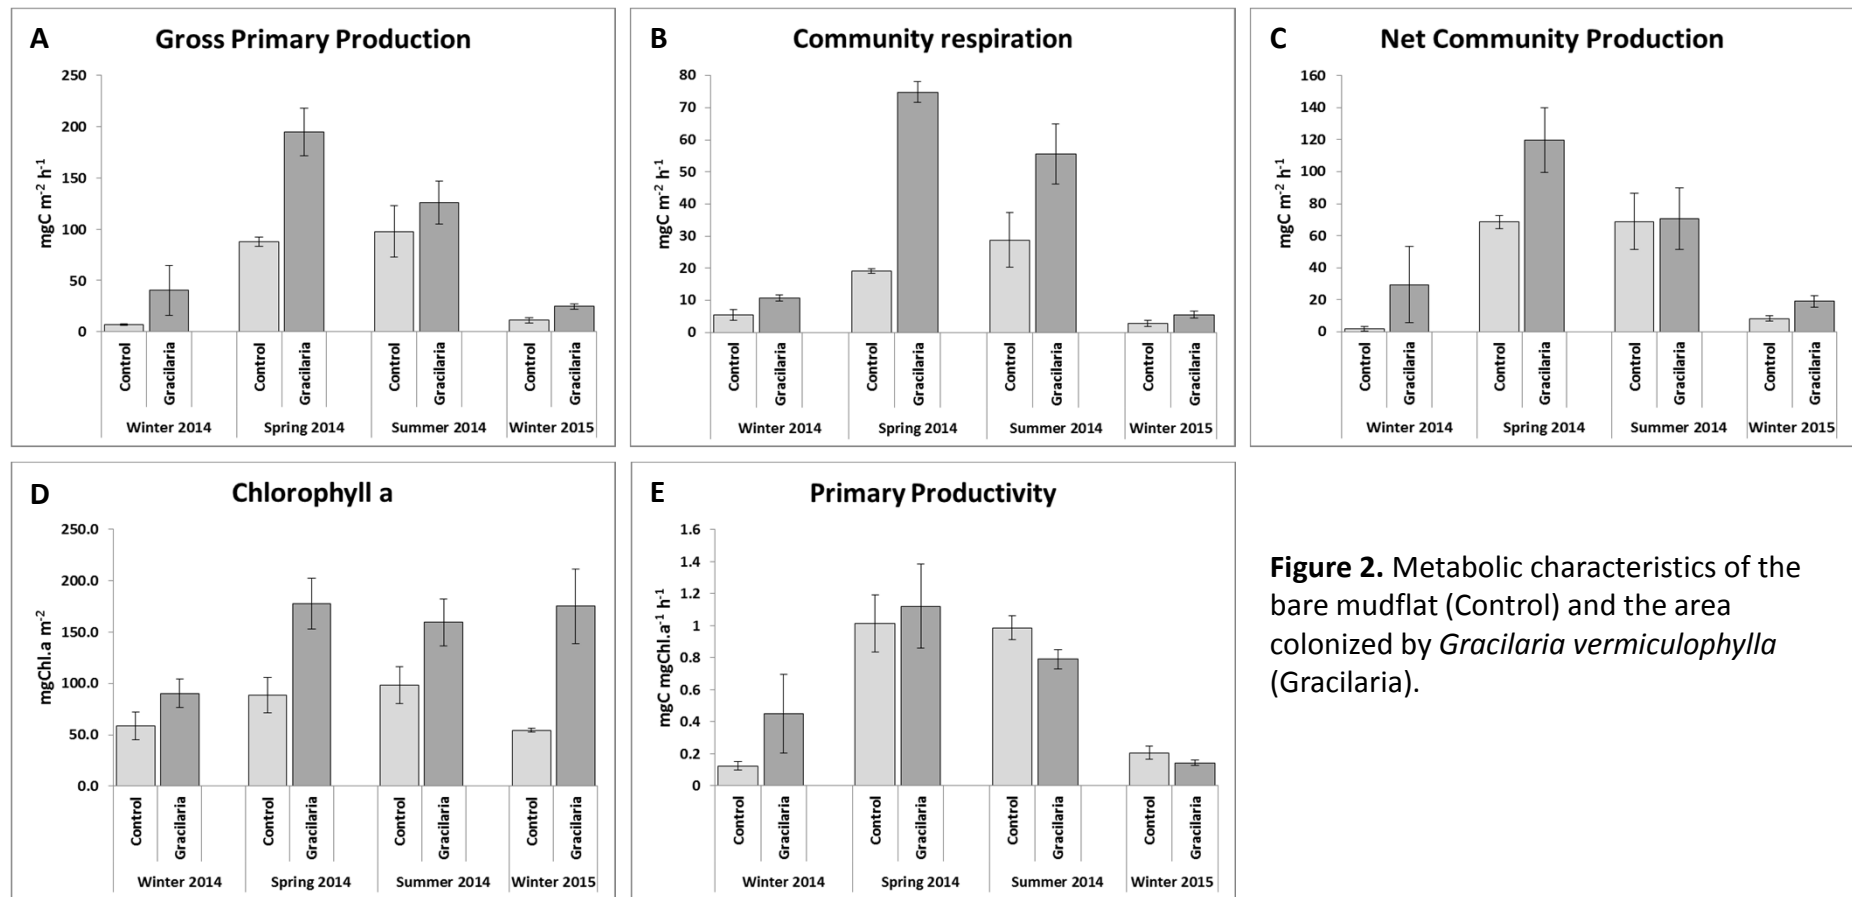 A
Gross Primary Production
250
200
150
100
50
0
mgC m⁻² h⁻¹
Control
Gracilaria
Control
Gracilaria
Control
Gracilaria
Control
Gracilaria
Winter 2014
Spring 2014
Summer 2014
Winter 2015
B
Community respiration
80
70
60
50
40
30
20
10
0
mgC m⁻² h⁻¹
Control
Gracilaria
Control
Gracilaria
Control
Gracilaria
Control
Gracilaria
Winter 2014
Spring 2014
Summer 2014
Winter 2015
C
Net Community Production
160
140
120
100
80
60
40
20
0
mgC m⁻² h⁻¹
Control
Gracilaria
Control
Gracilaria
Control
Gracilaria
Control
Gracilaria
Winter 2014
Spring 2014
Summer 2014
Winter 2015
D
Chlorophyll a
250.0
200.0
150.0
100.0
50.0
0.0
mgChl.a m⁻²
Control
Gracilaria
Control
Gracilaria
Control
Gracilaria
Control
Gracilaria
Winter 2014
Spring 2014
Summer 2014
Winter 2015
E
Primary Productivity
1.6
1.4
1.2
1
0.8
0.6
0.4
0.2
0
mgC mgChl.a⁻¹ h⁻¹
Control
Gracilaria
Control
Gracilaria
Control
Gracilaria
Control
Gracilaria
Winter 2014
Spring 2014
Summer 2014
Winter 2015
Figure 2. Metabolic characteristics of the
bare mudflat (Control) and the area
colonized by Gracilaria vermiculophylla
(Gracilaria).